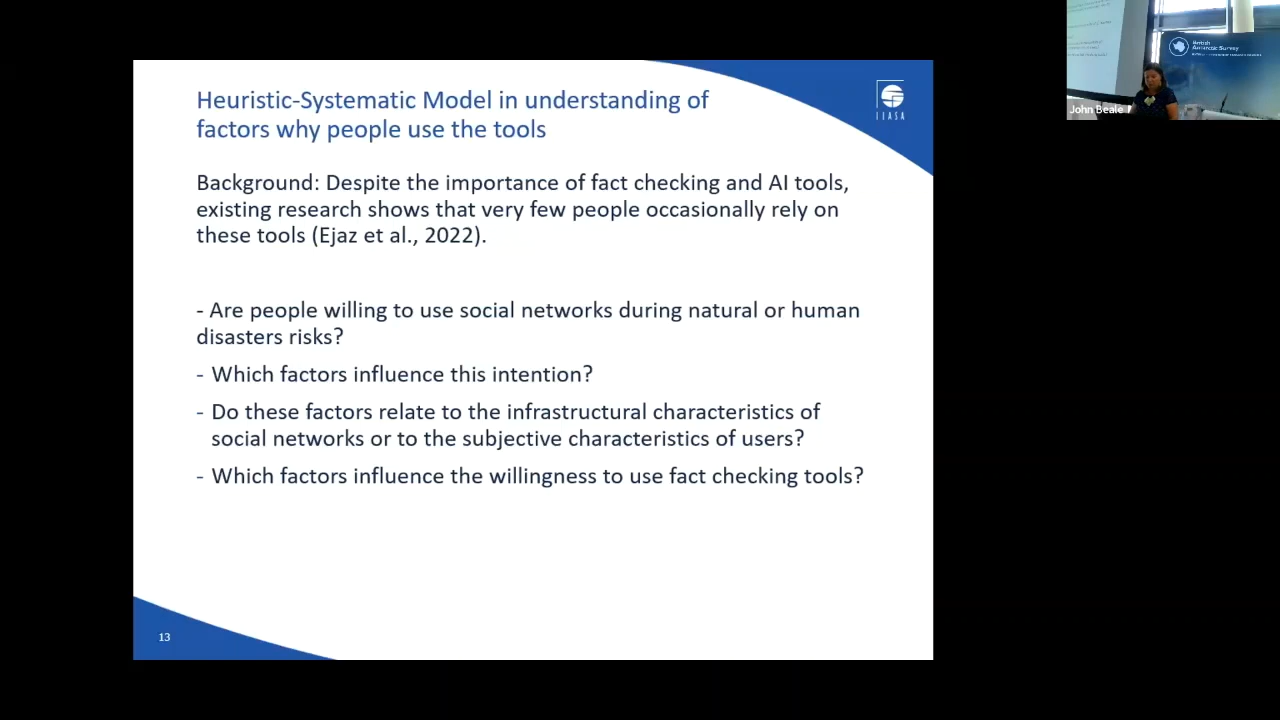 Heuristic-Systematic Model in understanding of
factors why people use the tools
IIASA
Background: Despite the importance of fact checking and AI tools,
existing research shows that very few people occasionally rely on
these tools (Ejaz et al., 2022).
- Are people willing to use social networks during natural or human
disasters risks?
- Which factors influence this intention?
- Do these factors relate to the infrastructural characteristics of
social networks or to the subjective characteristics of users?
- Which factors influence the willingness to use fact checking tools?
13
British
Antarctic Survey
John Beale